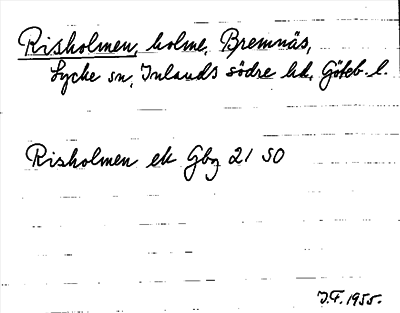 Risholmen, holme, Bremnäs,
Lycke sn, Inlands södre hd, Göteb. l.
Risholmen ek Gbg 21 SO
J.F. 1955.